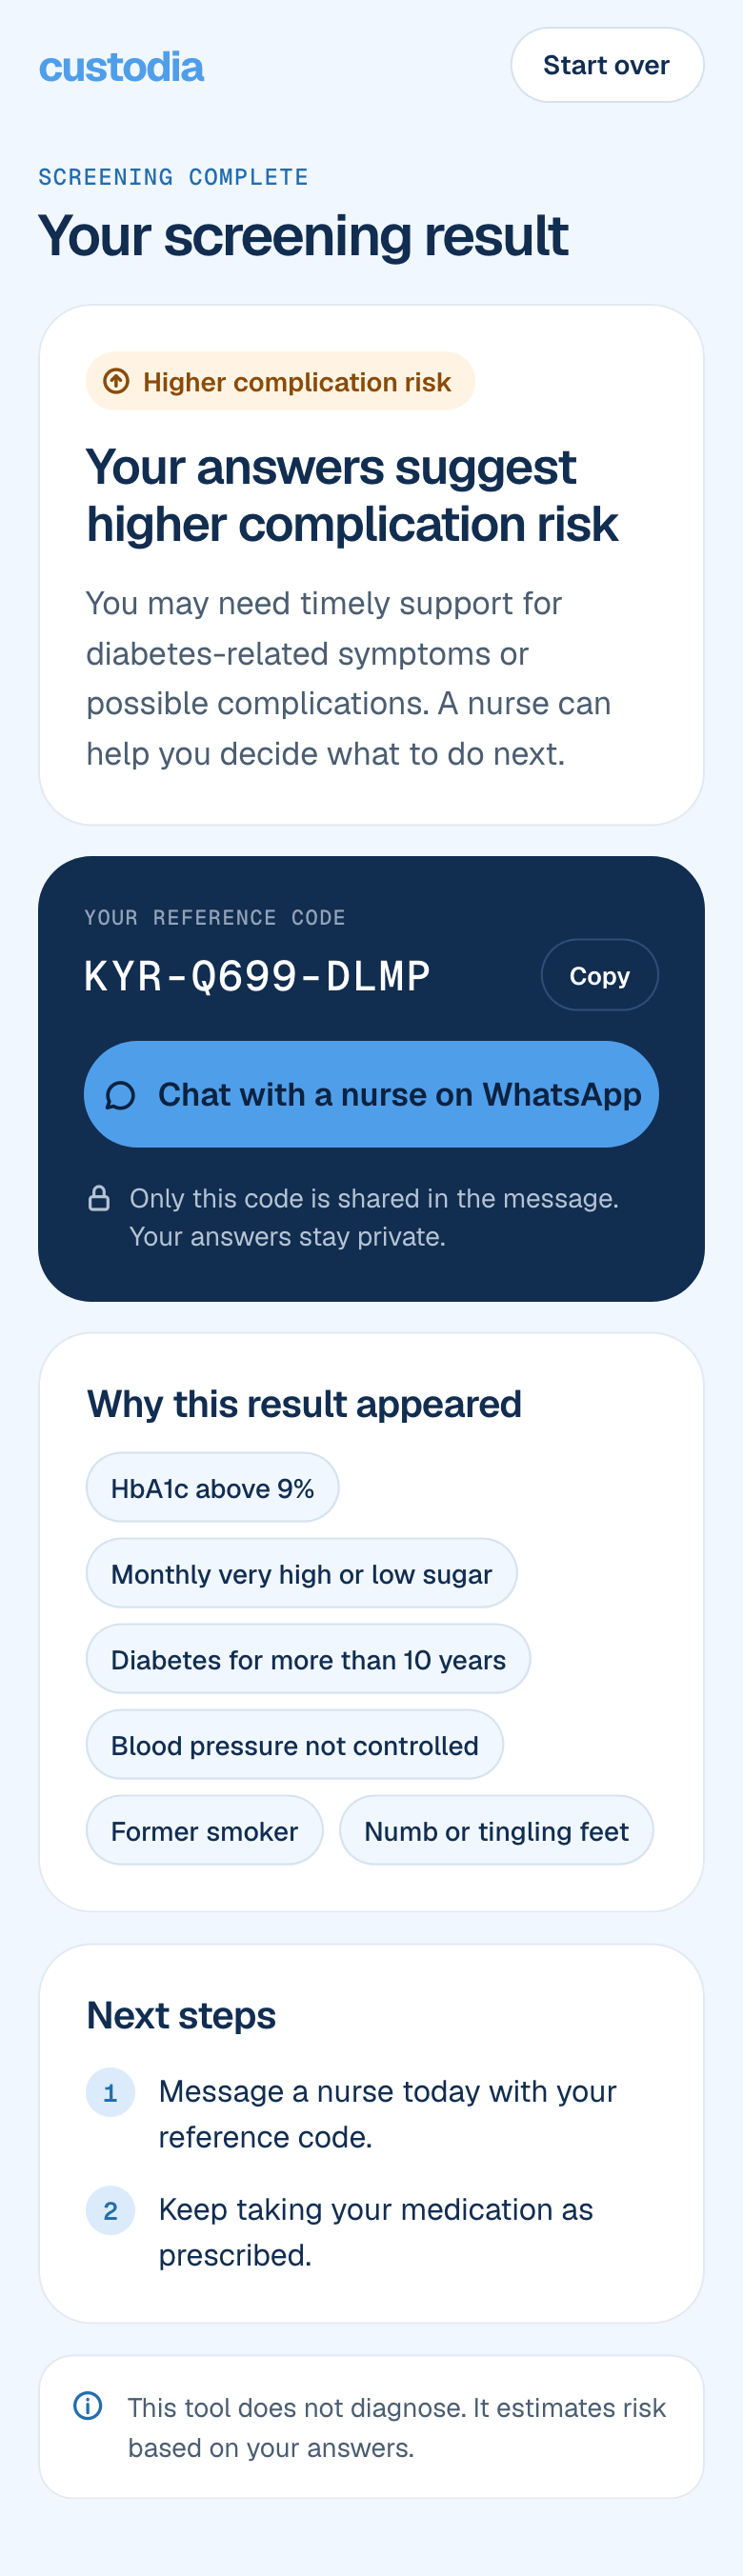 custodia
Start over
SCREENING COMPLETE
Your screening result
Higher complication risk
Your answers suggest
higher complication risk
You may need timely support for
diabetes-related symptoms or
possible complications. A nurse can
help you decide what to do next.
YOUR REFERENCE CODE
KYR-Q699-DLMP
Copy
Chat with a nurse on WhatsApp
Only this code is shared in the message.
Your answers stay private.
Why this result appeared
HbA1c above 9%
Monthly very high or low sugar
Diabetes for more than 10 years
Blood pressure not controlled
Former smoker
Numb or tingling feet
Next steps
1 Message a nurse today with your
reference code.
2 Keep taking your medication as
prescribed.
This tool does not diagnose. It estimates risk
based on your answers.